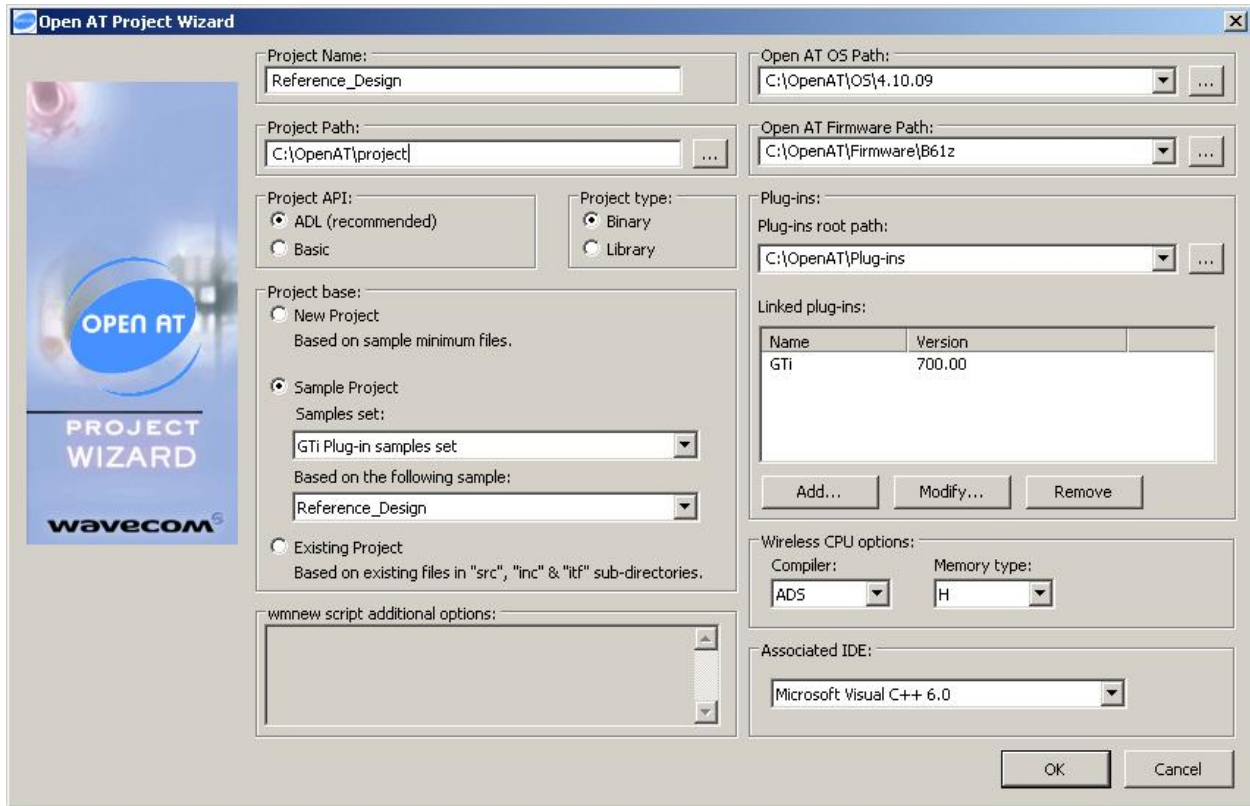 Open AT Project Wizard
OPEN AT
PROJECT
WIZARD
wavecom
Project Name:
Reference_Design
Project Path:
C:\OpenAT\project
...
Project API:
ADL (recommended)
Basic
Project type:
Binary
Library
Project base:
New Project
Based on sample minimum files.
Sample Project
Samples set:
GTi Plug-in samples set
Based on the following sample:
Reference_Design
Existing Project
Based on existing files in "src", "inc" & "itf" sub-directories.
wmnew script additional options:
Open AT OS Path:
C:\OpenAT\OS\4.10.09
...
Open AT Firmware Path:
C:\OpenAT\Firmware\B61z
...
Plug-ins:
Plug-ins root path:
C:\OpenAT\Plug-ins
...
Linked plug-ins:
Name Version
GTi 700.00
Add... Modify... Remove
Wireless CPU options:
Compiler: Memory type:
ADS H
Associated IDE:
Microsoft Visual C++ 6.0
OK Cancel